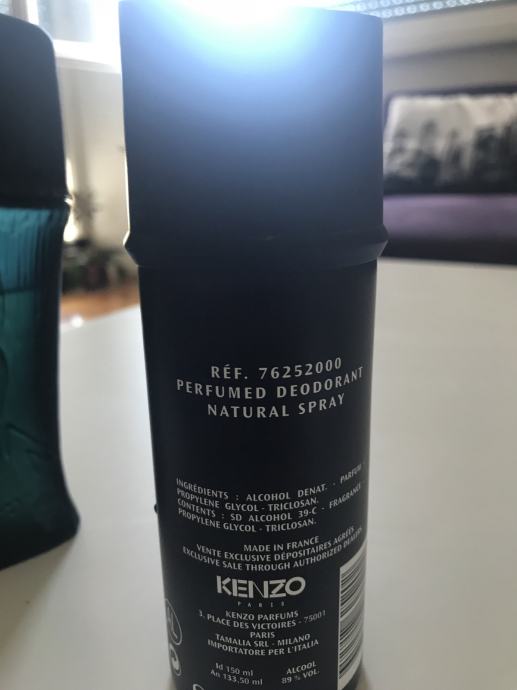 RÉF. 76252000
PERFUMED DEODORANT
NATURAL SPRAY
INGRÉDIENTS : ALCOHOL DENAT. · PARFUM
PROPYLENE GLYCOL - TRICLOSAN.
CONTENTS : SD ALCOHOL 39-C · FRAGRANCE
PROPYLENE GLYCOL - TRICLOSAN.
MADE IN FRANCE
VENTE EXCLUSIVE DÉPOSITAIRES AGRÉÉS
EXCLUSIVE SALE THROUGH AUTHORIZED DEALERS
KENZO
PARIS
KENZO PARFUMS
3, PLACE DES VICTOIRES - 75001
PARIS
TAMALIA SRL - MILANO
IMPORTATORE PER L'ITALIA
Id 150 ml ALCOOL
An 133,50 ml 89 % VOL.